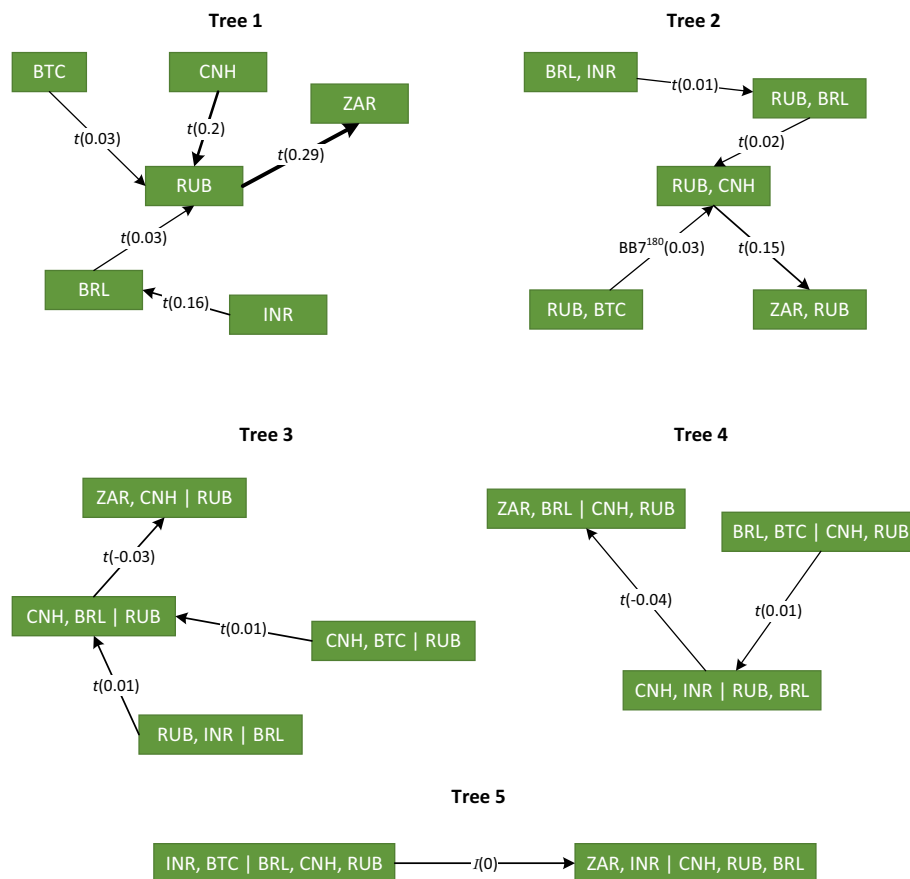 Tree 1
BTC
CNH
ZAR
t(0.03)
t(0.2)
t(0.29)
RUB
t(0.03)
BRL
t(0.16)
INR
Tree 2
BRL, INR
t(0.01)
RUB, BRL
t(0.02)
RUB, CNH
BB7¹⁸⁰(0.03)
t(0.15)
RUB, BTC
ZAR, RUB
Tree 3
ZAR, CNH | RUB
t(-0.03)
CNH, BRL | RUB
t(0.01)
CNH, BTC | RUB
t(0.01)
RUB, INR | BRL
Tree 4
ZAR, BRL | CNH, RUB
BRL, BTC | CNH, RUB
t(-0.04)
t(0.01)
CNH, INR | RUB, BRL
Tree 5
INR, BTC | BRL, CNH, RUB
I(0)
ZAR, INR | CNH, RUB, BRL